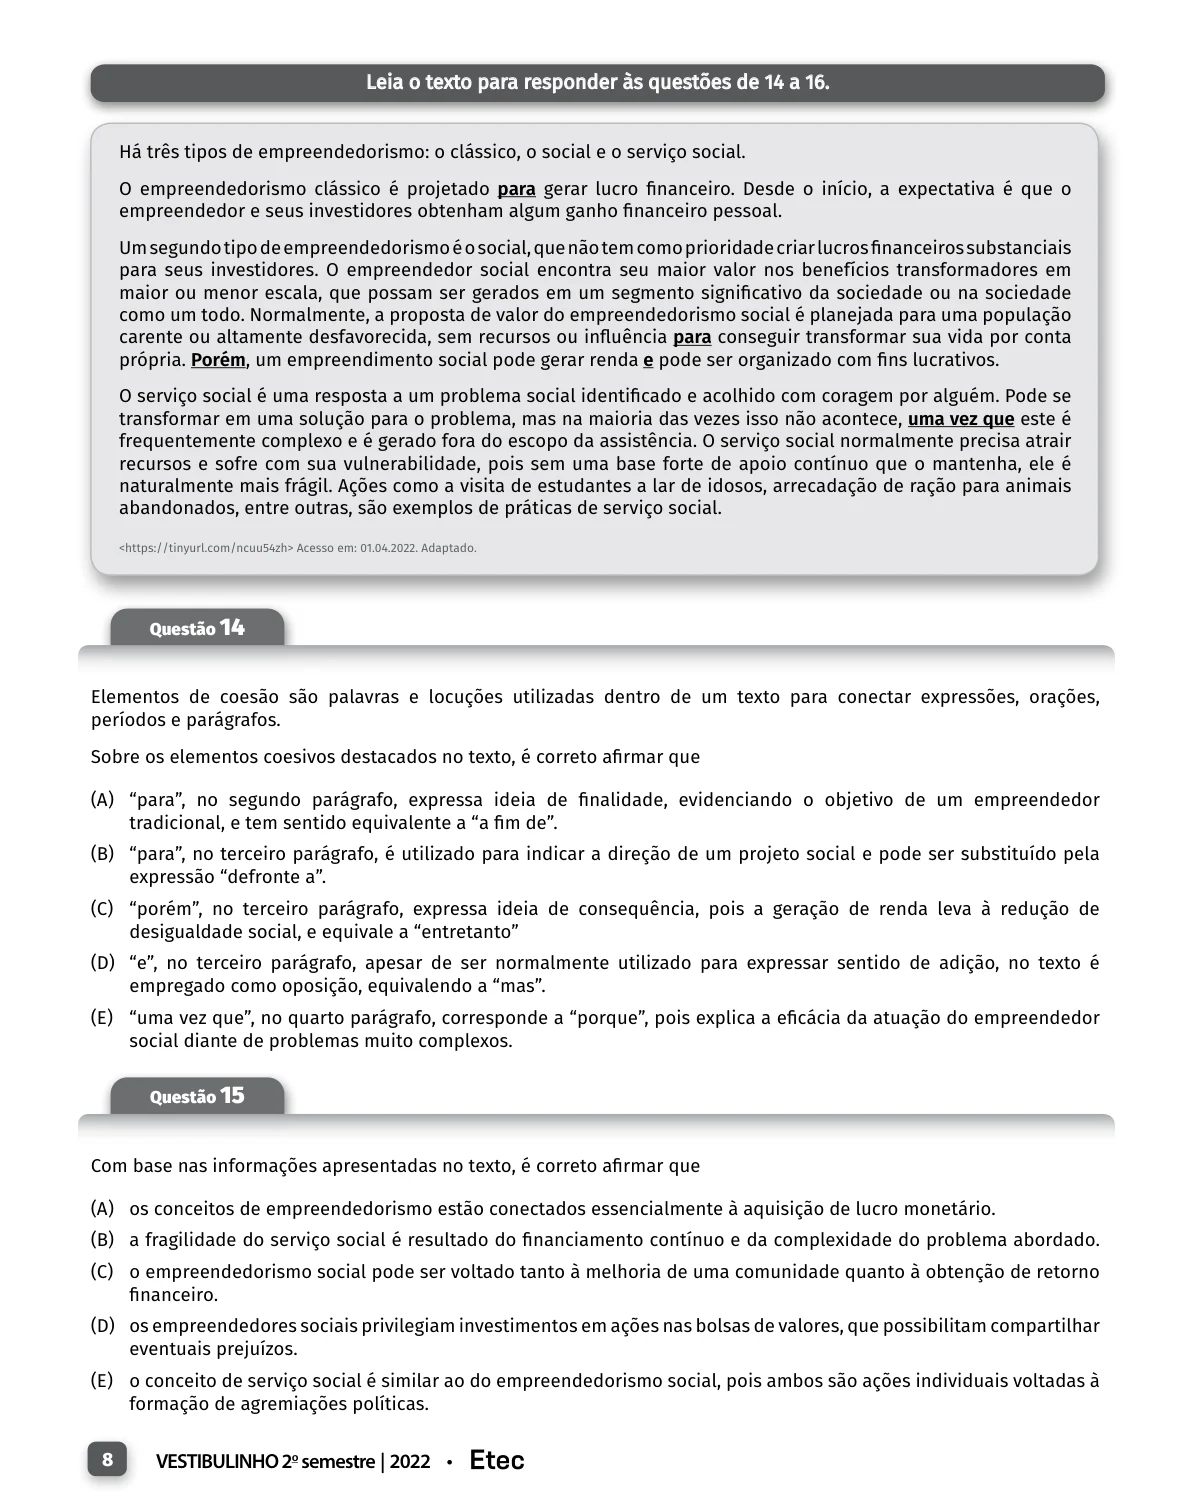 Leia o texto para responder às questões de 14 a 16.
Há três tipos de empreendedorismo: o clássico, o social e o serviço social.
O empreendedorismo clássico é projetado para gerar lucro financeiro. Desde o início, a expectativa é que o
empreendedor e seus investidores obtenham algum ganho financeiro pessoal.
Um segundo tipo de empreendedorismo é o social, que não tem como prioridade criar lucros financeiros substanciais
para seus investidores. O empreendedor social encontra seu maior valor nos benefícios transformadores em
maior ou menor escala, que possam ser gerados em um segmento significativo da sociedade ou na sociedade
como um todo. Normalmente, a proposta de valor do empreendedorismo social é planejada para uma população
carente ou altamente desfavorecida, sem recursos ou influência para conseguir transformar sua vida por conta
própria. Porém, um empreendimento social pode gerar renda e pode ser organizado com fins lucrativos.
O serviço social é uma resposta a um problema social identificado e acolhido com coragem por alguém. Pode se
transformar em uma solução para o problema, mas na maioria das vezes isso não acontece, uma vez que este é
frequentemente complexo e é gerado fora do escopo da assistência. O serviço social normalmente precisa atrair
recursos e sofre com sua vulnerabilidade, pois sem uma base forte de apoio contínuo que o mantenha, ele é
naturalmente mais frágil. Ações como a visita de estudantes a lar de idosos, arrecadação de ração para animais
abandonados, entre outras, são exemplos de práticas de serviço social.
<https://tinyurl.com/ncuu54zh> Acesso em: 01.04.2022. Adaptado.
Questão 14
Elementos de coesão são palavras e locuções utilizadas dentro de um texto para conectar expressões, orações,
períodos e parágrafos.
Sobre os elementos coesivos destacados no texto, é correto afirmar que
(A) “para”, no segundo parágrafo, expressa ideia de finalidade, evidenciando o objetivo de um empreendedor
tradicional, e tem sentido equivalente a “a fim de”.
(B) “para”, no terceiro parágrafo, é utilizado para indicar a direção de um projeto social e pode ser substituído pela
expressão “defronte a”.
(C) “porém”, no terceiro parágrafo, expressa ideia de consequência, pois a geração de renda leva à redução de
desigualdade social, e equivale a “entretanto”
(D) “e”, no terceiro parágrafo, apesar de ser normalmente utilizado para expressar sentido de adição, no texto é
empregado como oposição, equivalendo a “mas”.
(E) “uma vez que”, no quarto parágrafo, corresponde a “porque”, pois explica a eficácia da atuação do empreendedor
social diante de problemas muito complexos.
Questão 15
Com base nas informações apresentadas no texto, é correto afirmar que
(A) os conceitos de empreendedorismo estão conectados essencialmente à aquisição de lucro monetário.
(B) a fragilidade do serviço social é resultado do financiamento contínuo e da complexidade do problema abordado.
(C) o empreendedorismo social pode ser voltado tanto à melhoria de uma comunidade quanto à obtenção de retorno
financeiro.
(D) os empreendedores sociais privilegiam investimentos em ações nas bolsas de valores, que possibilitam compartilhar
eventuais prejuízos.
(E) o conceito de serviço social é similar ao do empreendedorismo social, pois ambos são ações individuais voltadas à
formação de agremiações políticas.
8 VESTIBULINHO 2º semestre | 2022 • Etec